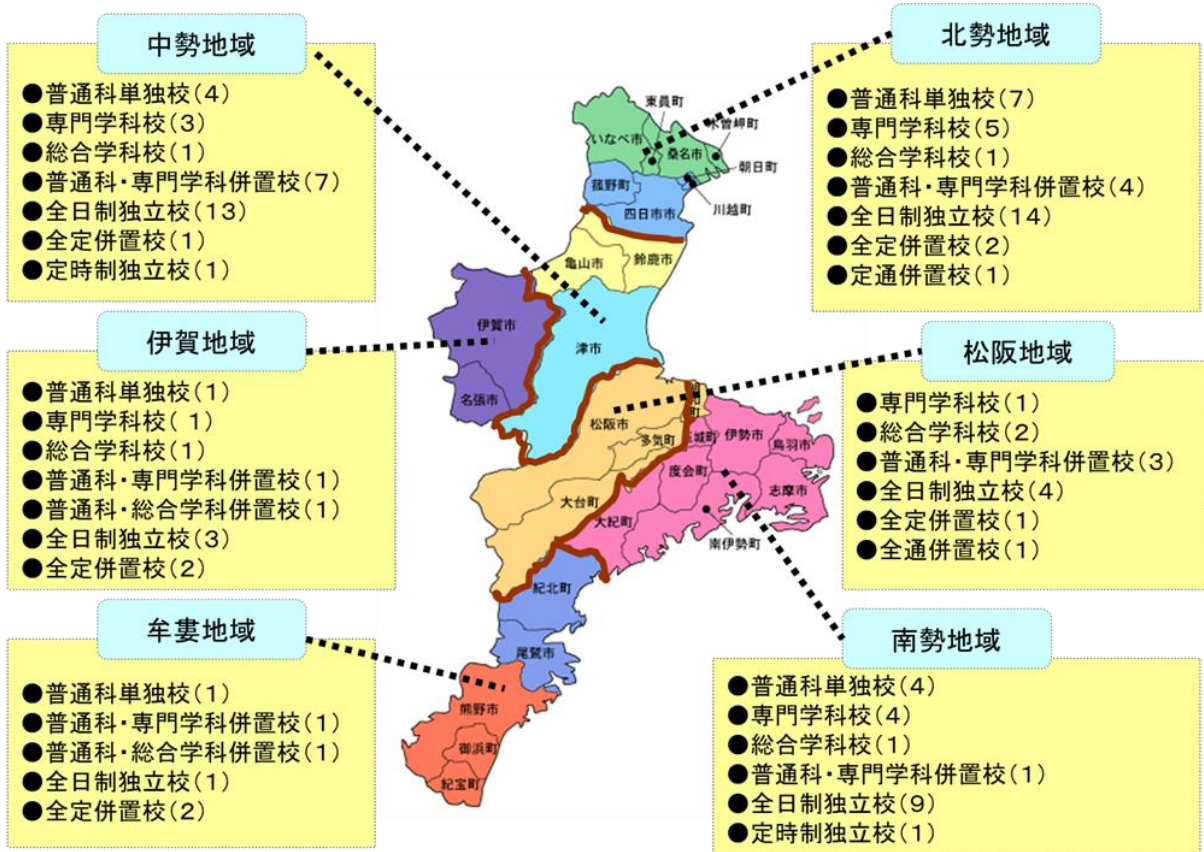 中勢地域
●普通科単独校(4)
●専門学科校(3)
●総合学科校(1)
●普通科・専門学科併置校(7)
●全日制独立校(13)
●全定併置校(1)
●定時制独立校(1)
北勢地域
●普通科単独校(7)
●専門学科校(5)
●総合学科校(1)
●普通科・専門学科併置校(4)
●全日制独立校(14)
●全定併置校(2)
●定通併置校(1)
伊賀地域
●普通科単独校(1)
●専門学科校( 1)
●総合学科校(1)
●普通科・専門学科併置校(1)
●普通科・総合学科併置校(1)
●全日制独立校(3)
●全定併置校(2)
松阪地域
●専門学科校(1)
●総合学科校(2)
●普通科・専門学科併置校(3)
●全日制独立校(4)
●全定併置校(1)
●全通併置校(1)
牟婁地域
●普通科単独校(1)
●普通科・専門学科併置校(1)
●普通科・総合学科併置校(1)
●全日制独立校(1)
●全定併置校(2)
南勢地域
●普通科単独校(4)
●専門学科校(4)
●総合学科校(1)
●普通科・専門学科併置校(1)
●全日制独立校(9)
●定時制独立校(1)
東員町
木曽岬町
いなべ市
桑名市
朝日町
菰野町
川越町
四日市市
亀山市
鈴鹿市
伊賀市
津市
名張市
松阪市
多気町
伊勢市
鳥羽市
度会町
志摩市
大台町
大紀町
南伊勢町
紀北町
尾鷲市
熊野市
御浜町
紀宝町